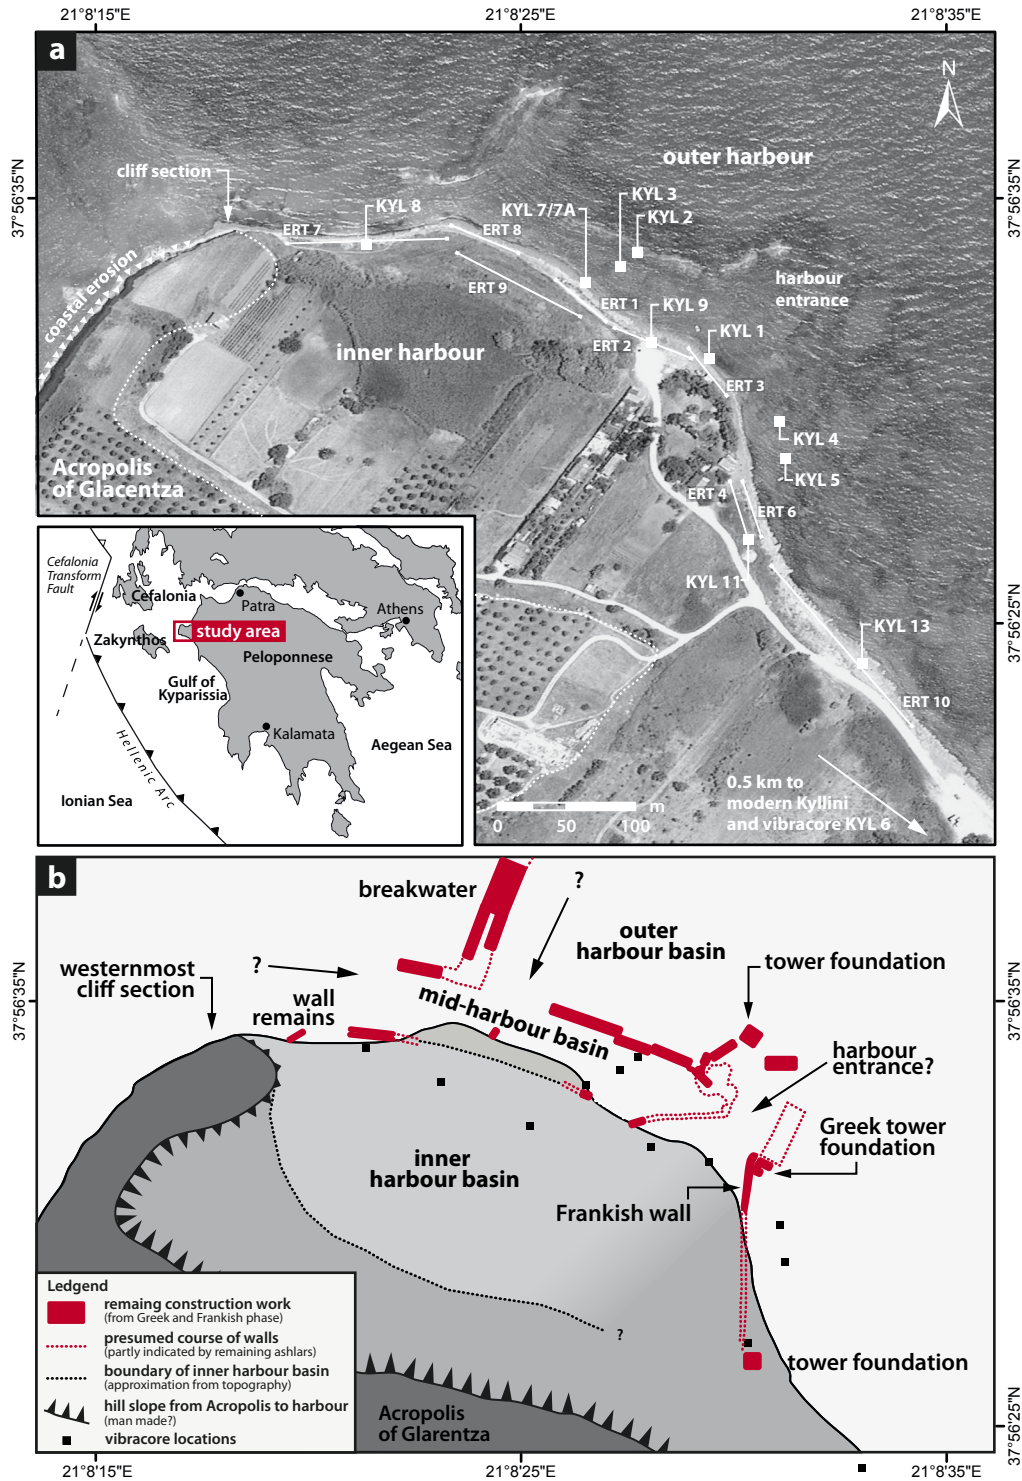 21°8'15"E
21°8'25"E
21°8'35"E
a
N
outer harbour
cliff section
KYL 3
KYL 8
KYL 7/7A
KYL 2
37°56'35"N
37°56'35"N
ERT 7
ERT 8
harbour
entrance
coastal erosion
ERT 9
ERT 1
KYL 9
KYL 1
inner harbour
ERT 2
ERT 3
KYL 4
Acropolis
of Glacentza
KYL 5
ERT 4
ERT 6
Cefalonia
Transform
Fault
Cefalonia
Patra
Athens
KYL 11
37°56'25"N
Zakynthos
study area
KYL 13
Peloponnese
Gulf of
Kyparissia
ERT 10
Kalamata
Aegean Sea
Hellenic Arc
Ionian Sea
0.5 km to
modern Kyllini
and vibracore KYL 6
m
0
50
100
b
breakwater
?
outer
harbour basin
westernmost
cliff section
?
tower foundation
wall
remains
mid-harbour basin
37°56'35"N
37°56'35"N
harbour
entrance?
Greek tower
foundation
inner
harbour basin
Frankish wall
Ledgend
remaing construction work
(from Greek and Frankish phase)
presumed course of walls
(partly indicated by remaining ashlars)
boundary of inner harbour basin
(approximation from topography)
hill slope from Acropolis to harbour
(man made?)
vibracore locations
?
tower foundation
Acropolis
of Glarentza
37°56'25"N
21°8'15"E
21°8'25"E
21°8'35"E